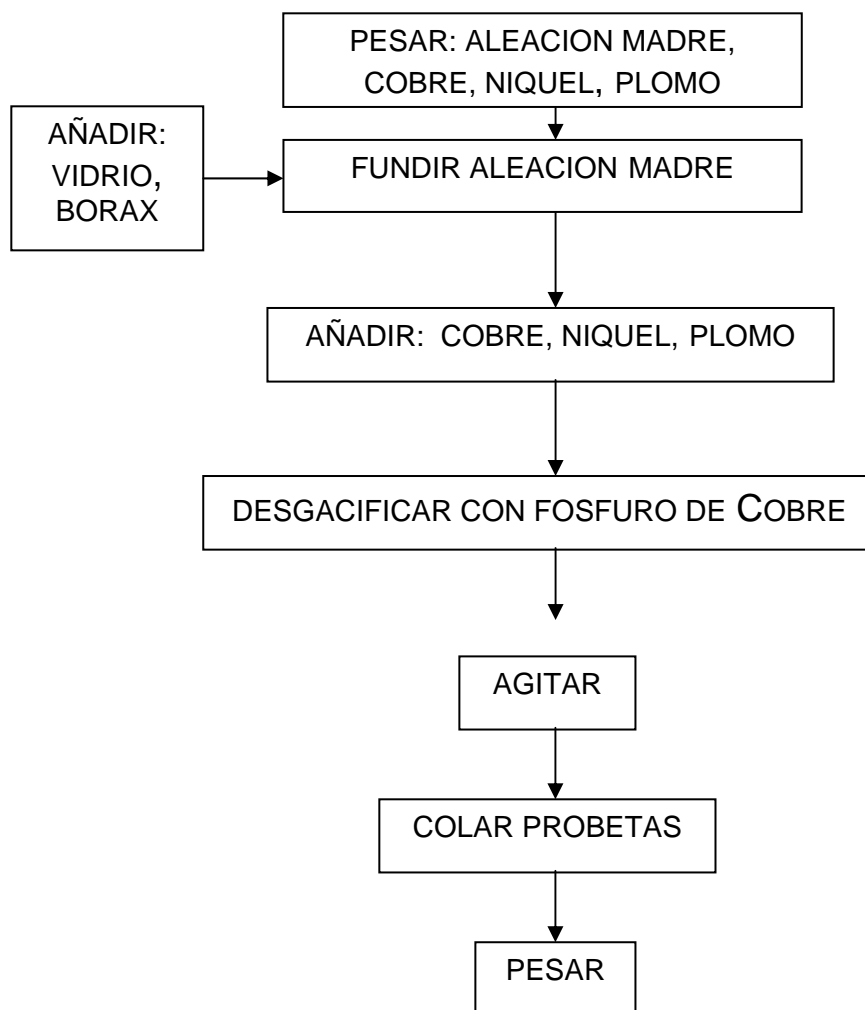 PESAR: ALEACION MADRE,
COBRE, NIQUEL, PLOMO
AÑADIR:
VIDRIO,
BORAX
FUNDIR ALEACION MADRE
AÑADIR: COBRE, NIQUEL, PLOMO
DESGACIFICAR CON FOSFURO DE COBRE
AGITAR
COLAR PROBETAS
PESAR